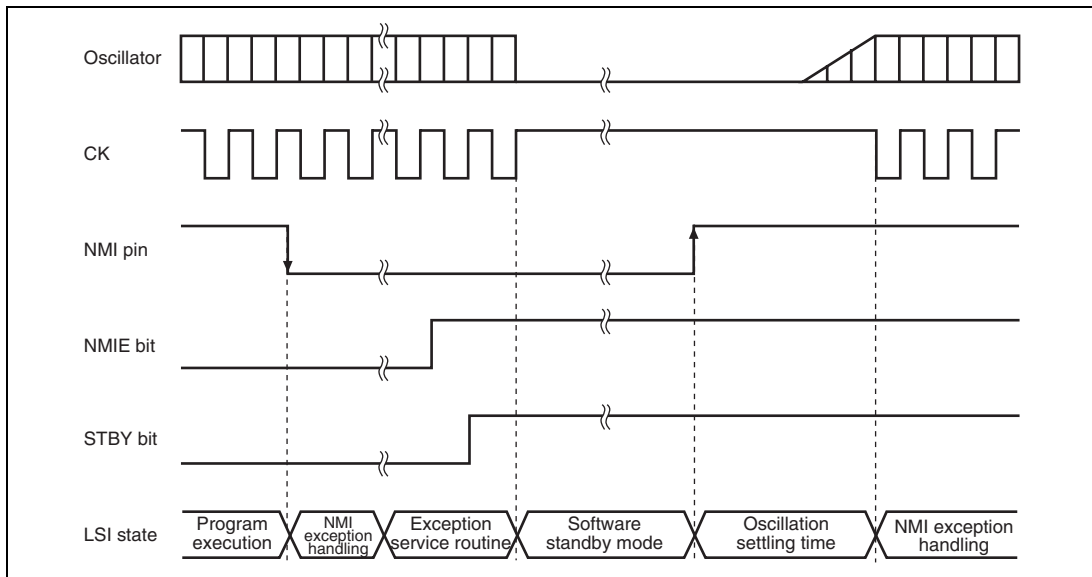 Oscillator
CK
NMI pin
NMIE bit
STBY bit
LSI state
Program
execution
NMI
exception
handling
Exception
service routine
Software
standby mode
Oscillation
settling time
NMI exception
handling